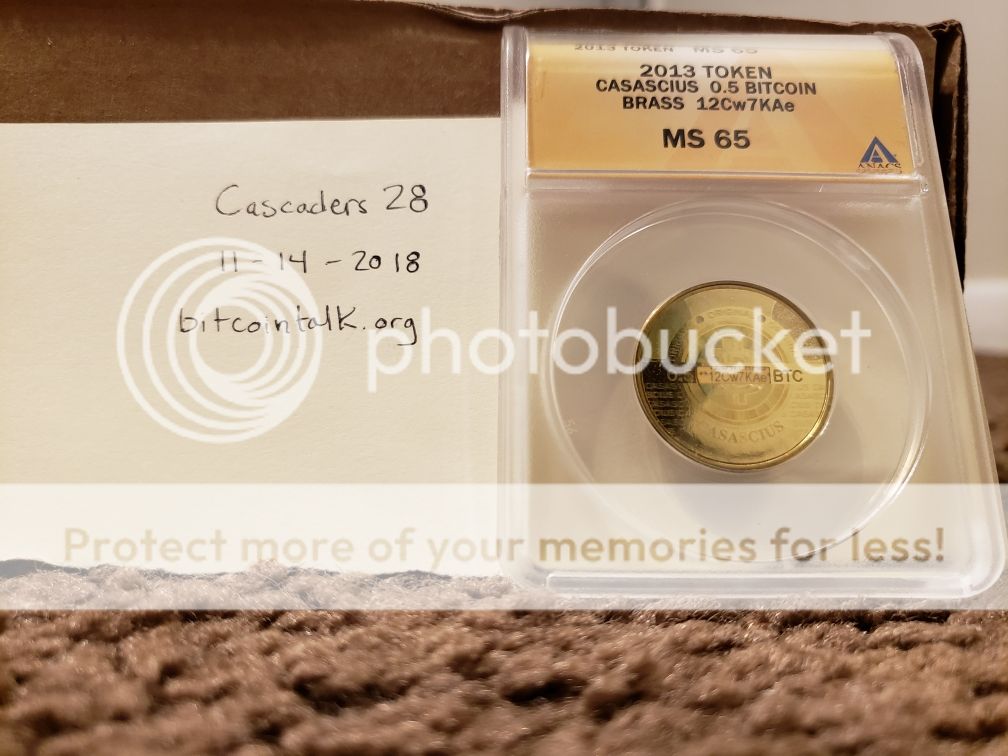 Cascaders 28
11-14-2018
bitcointalk.org
2013 TOKEN MS 65
2013 TOKEN
CASASCIUS 0.5 BITCOIN
BRASS 12Cw7KAe
MS 65
ANACS
12Cw7KAe BTC
CASASCIUS
photobucket
Protect more of your memories for less!